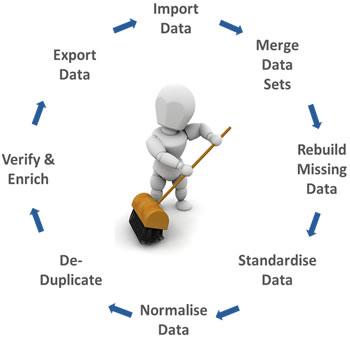 Import
Data
Merge
Data
Sets
Rebuild
Missing
Data
Standardise
Data
Normalise
Data
De-
Duplicate
Verify &
Enrich
Export
Data